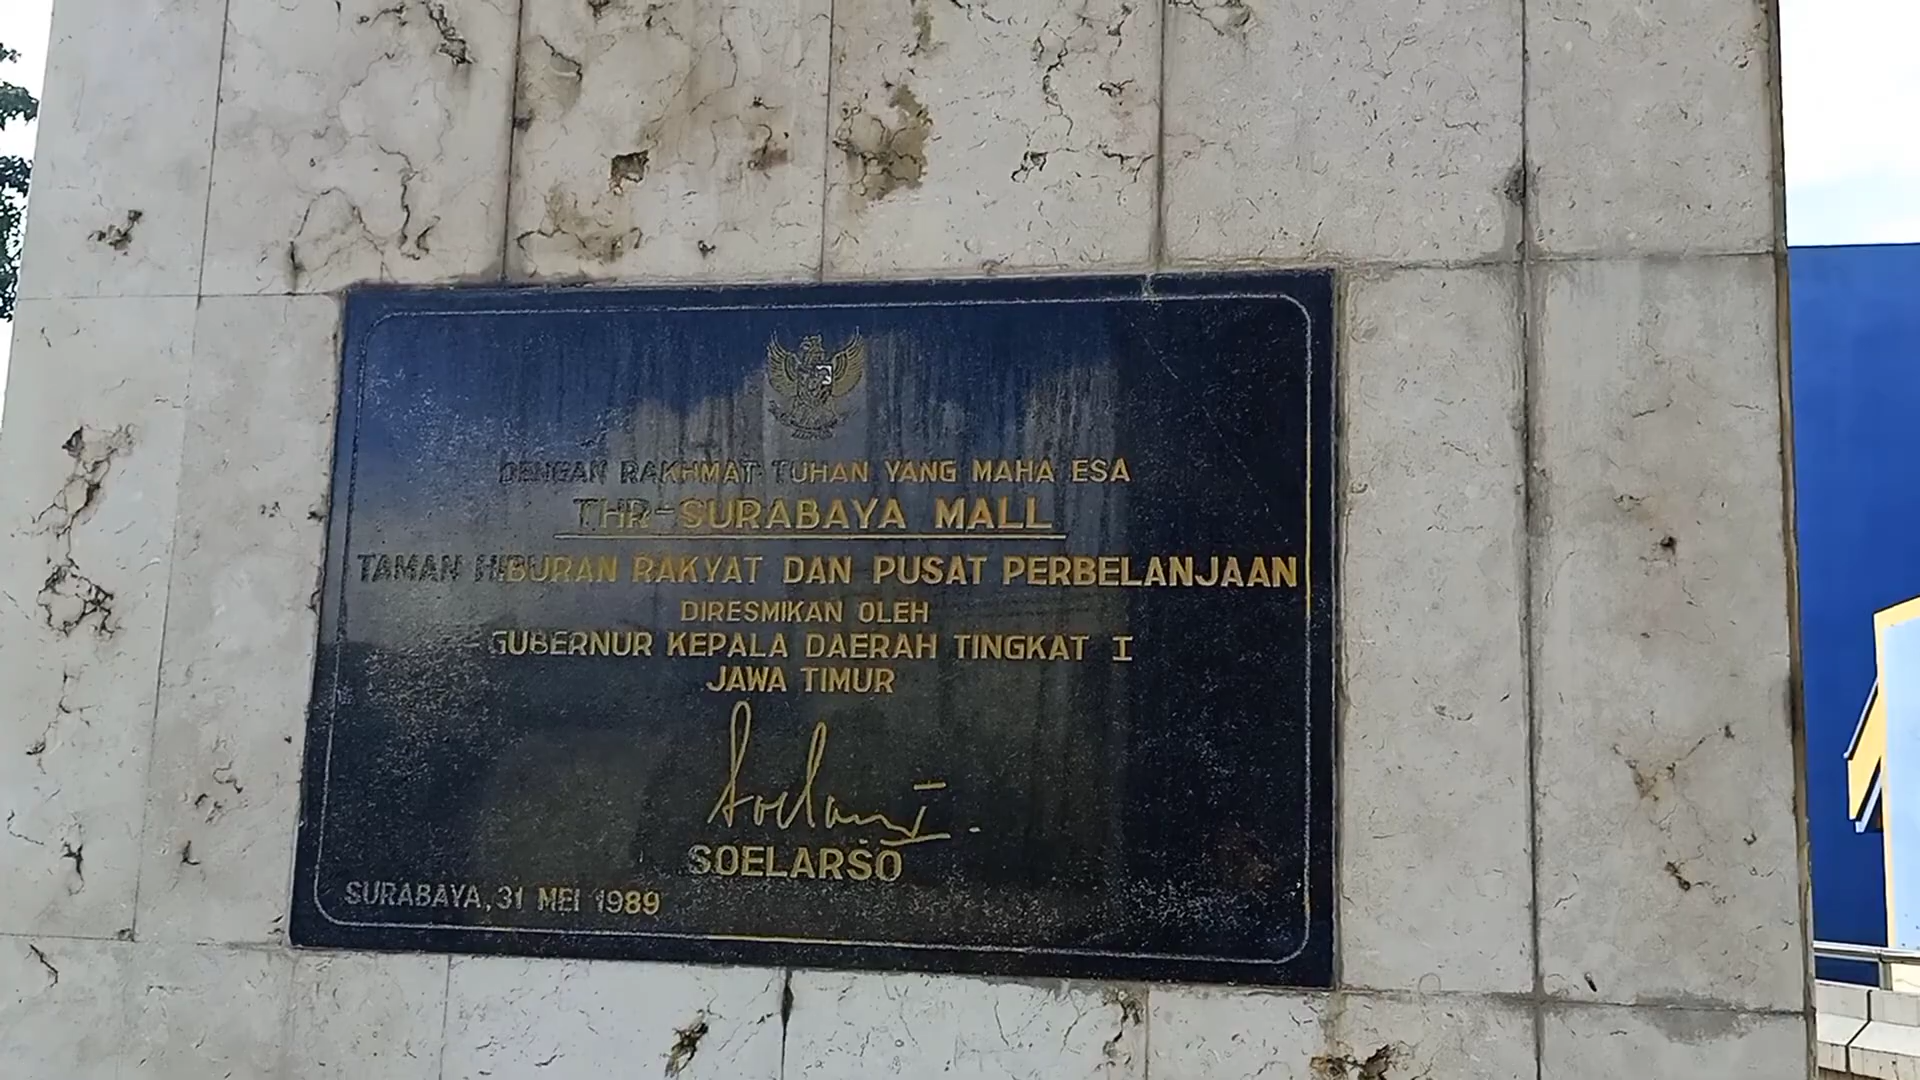 DENGAN RAKHMAT TUHAN YANG MAHA ESA
THR-SURABAYA MALL
TAMAN HIBURAN RAKYAT DAN PUSAT PERBELANJAAN
DIRESMIKAN OLEH
GUBERNUR KEPALA DAERAH TINGKAT I
JAWA TIMUR
SOELARSO
SURABAYA, 31 MEI 1989